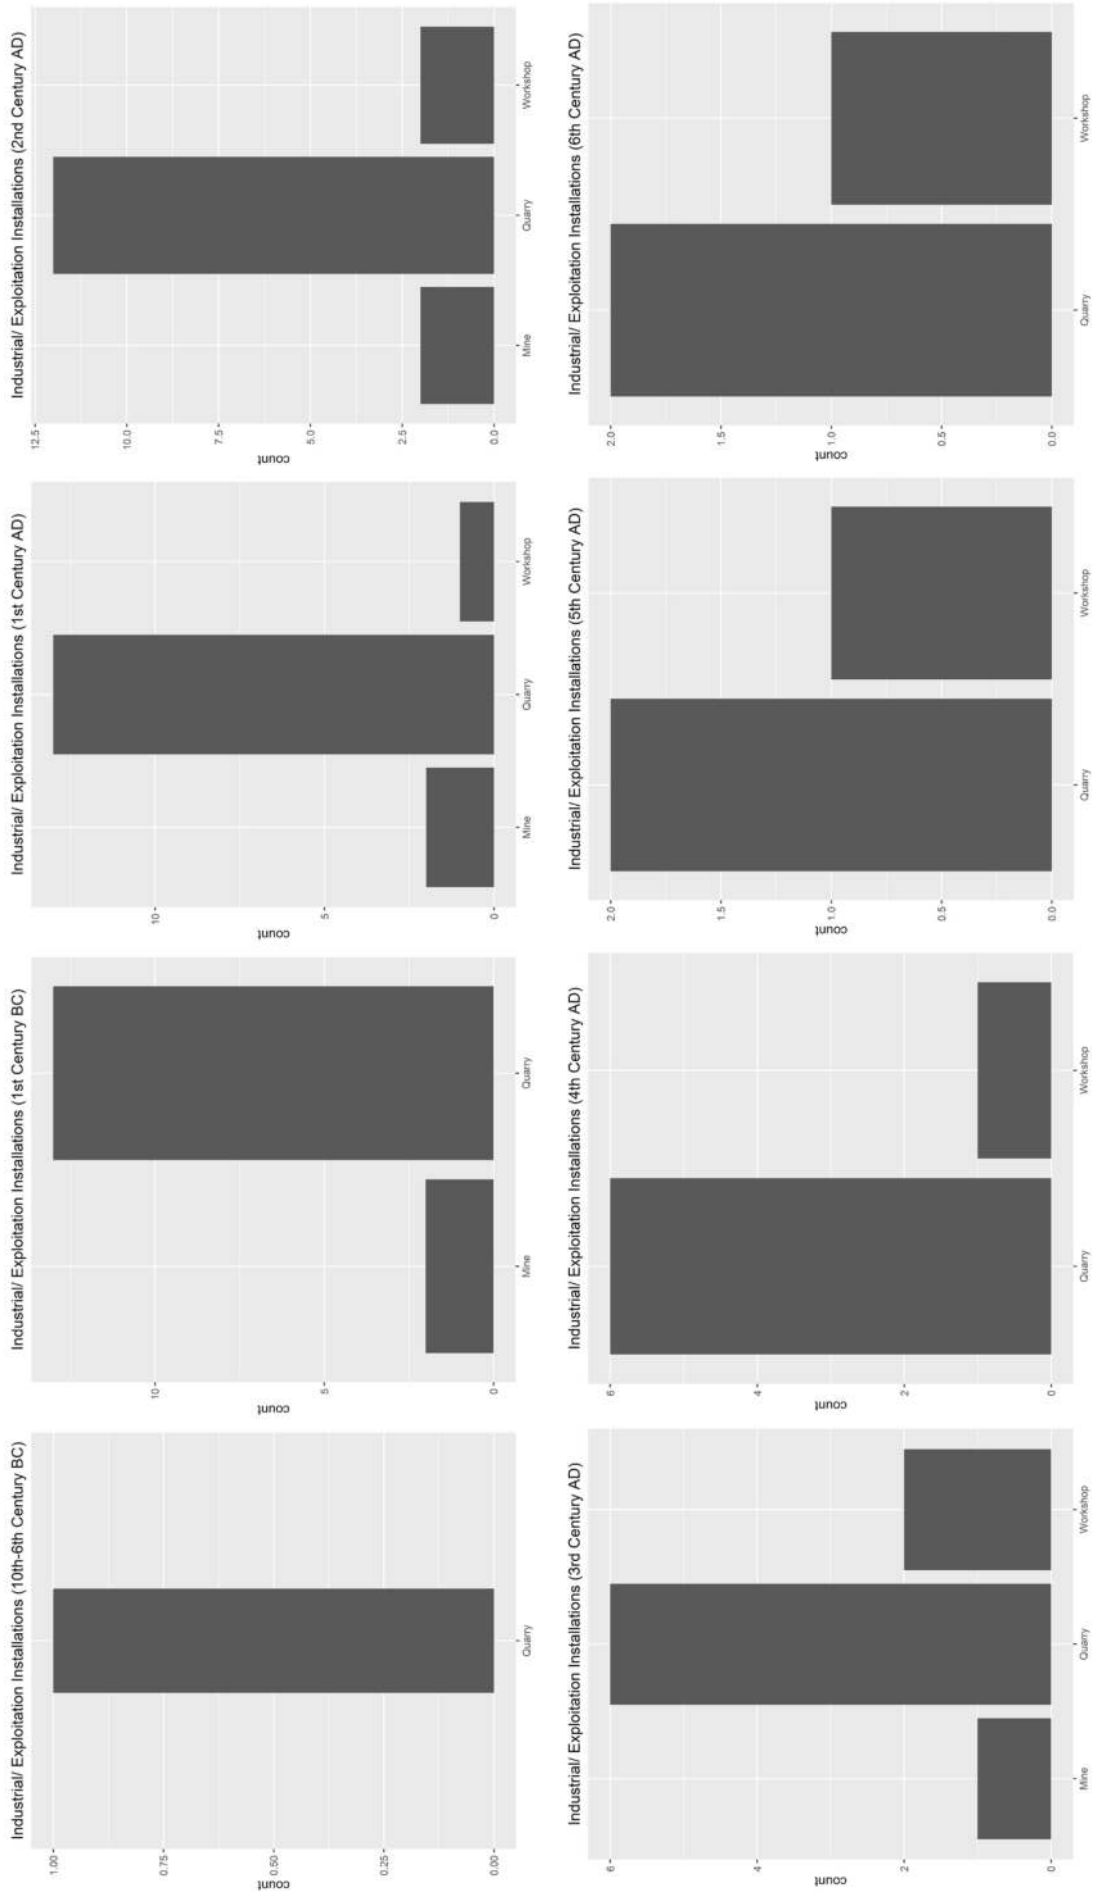 Industrial/ Exploitation Installations (10th-6th Century BC)
1.00
0.75
0.50
0.25
0.00
count
Quarry
Industrial/ Exploitation Installations (1st Century BC)
10
5
0
count
Mine
Quarry
Industrial/ Exploitation Installations (1st Century AD)
10
5
0
count
Mine
Quarry
Workshop
Industrial/ Exploitation Installations (2nd Century AD)
12.5
10.0
7.5
5.0
2.5
0.0
count
Mine
Quarry
Workshop
Industrial/ Exploitation Installations (3rd Century AD)
6
4
2
0
count
Mine
Quarry
Workshop
Industrial/ Exploitation Installations (4th Century AD)
6
4
2
0
count
Quarry
Workshop
Industrial/ Exploitation Installations (5th Century AD)
2.0
1.5
1.0
0.5
0.0
count
Quarry
Workshop
Industrial/ Exploitation Installations (6th Century AD)
2.0
1.5
1.0
0.5
0.0
count
Quarry
Workshop